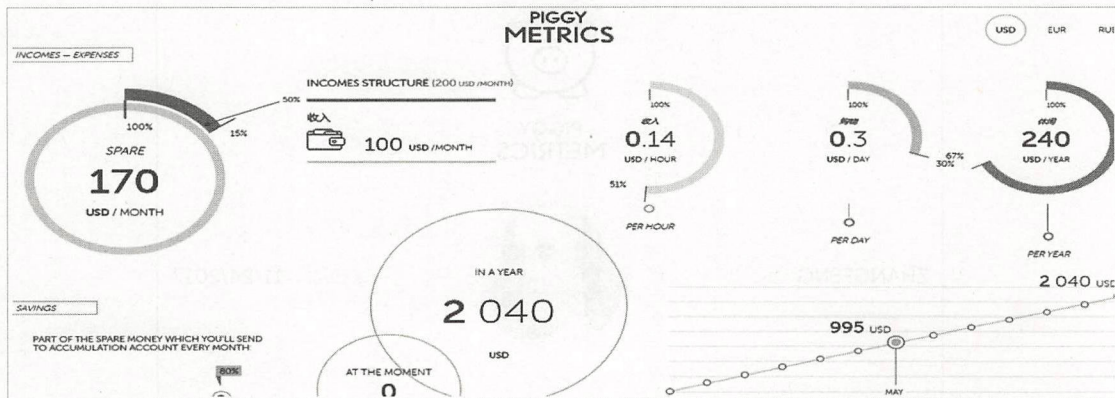 PIGGY
METRICS
USD EUR
INCOMES — EXPENSES
100%
15%
SPARE
170
USD / MONTH
50%
INCOMES STRUCTURE (200 USD /MONTH)
收入
100 USD /MONTH
100%
收入
0.14
USD / HOUR
51%
PER HOUR
100%
购物
0.3
USD / DAY
30%
PER DAY
100%
休闲
240
USD / YEAR
67%
PER YEAR
SAVINGS
PART OF THE SPARE MONEY WHICH YOU'LL SEND
TO ACCUMULATION ACCOUNT EVERY MONTH
80%
IN A YEAR
2 040
USD
AT THE MOMENT
0
2 040 USD
995 USD
MAY